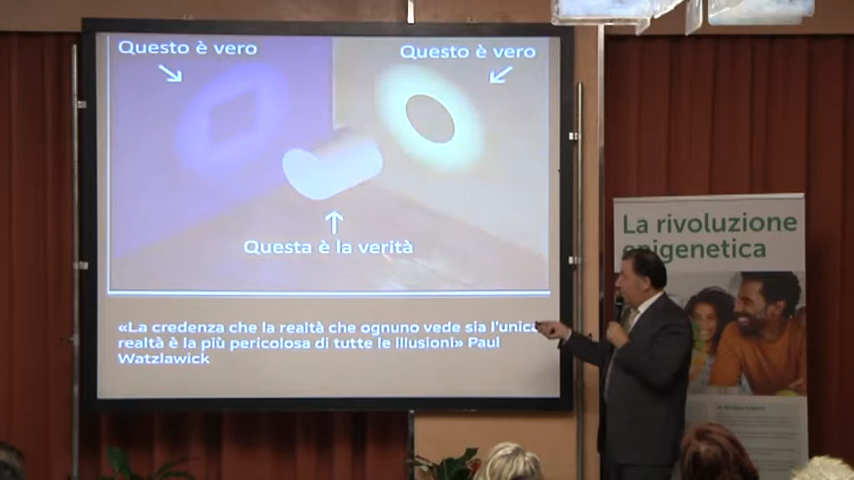 Questo è vero
Questo è vero
Questa è la verità
«La credenza che la realtà che ognuno vede sia l'unica
realtà è la più pericolosa di tutte le illusioni» Paul
Watzlawick
La rivoluzione
epigenetica